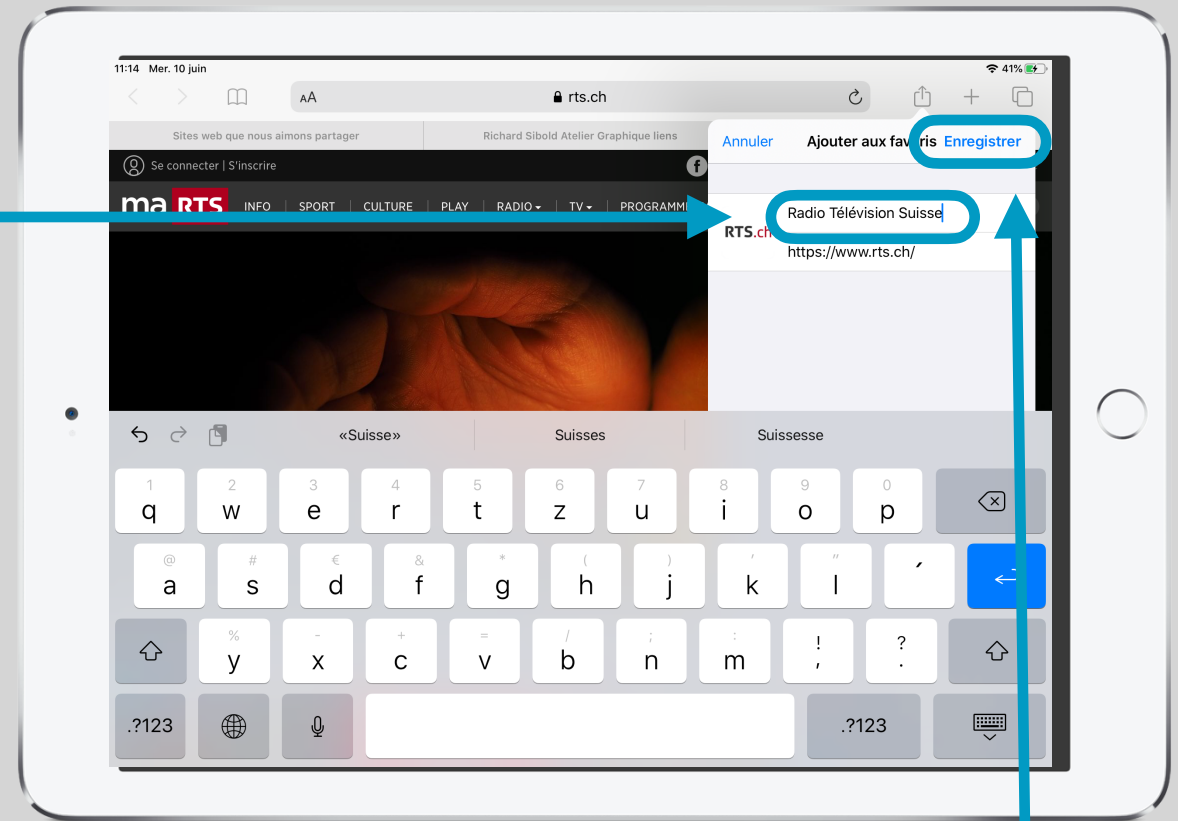 11:14 Mer. 10 juin
41%
AA
rts.ch
Sites web que nous aimons partager
Richard Sibold Atelier Graphique liens
Annuler
Ajouter aux favoris
Enregistrer
Se connecter | S'inscrire
f
ma RTS
INFO | SPORT | CULTURE | PLAY | RADIO | TV |
RTS.ch
Radio Télévision Suisse
https://www.rts.ch/
«Suisse»
Suisses
Suissesse
1 2 3 4 5 6 7 8 9 0
q w e r t z u i o p
@ # € & * ( ) ' "
a s d f g h j k l ´
% - + = / ; : ! ?
y x c v b n m , .
.?123
.?123